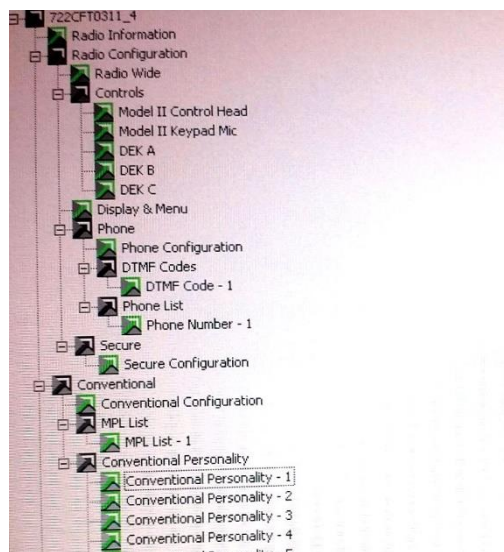 722CFT0311_4
Radio Information
Radio Configuration
Radio Wide
Controls
Model II Control Head
Model II Keypad Mic
DEK A
DEK B
DEK C
Display & Menu
Phone
Phone Configuration
DTMF Codes
DTMF Code - 1
Phone List
Phone Number - 1
Secure
Secure Configuration
Conventional
Conventional Configuration
MPL List
MPL List - 1
Conventional Personality
Conventional Personality - 1
Conventional Personality - 2
Conventional Personality - 3
Conventional Personality - 4